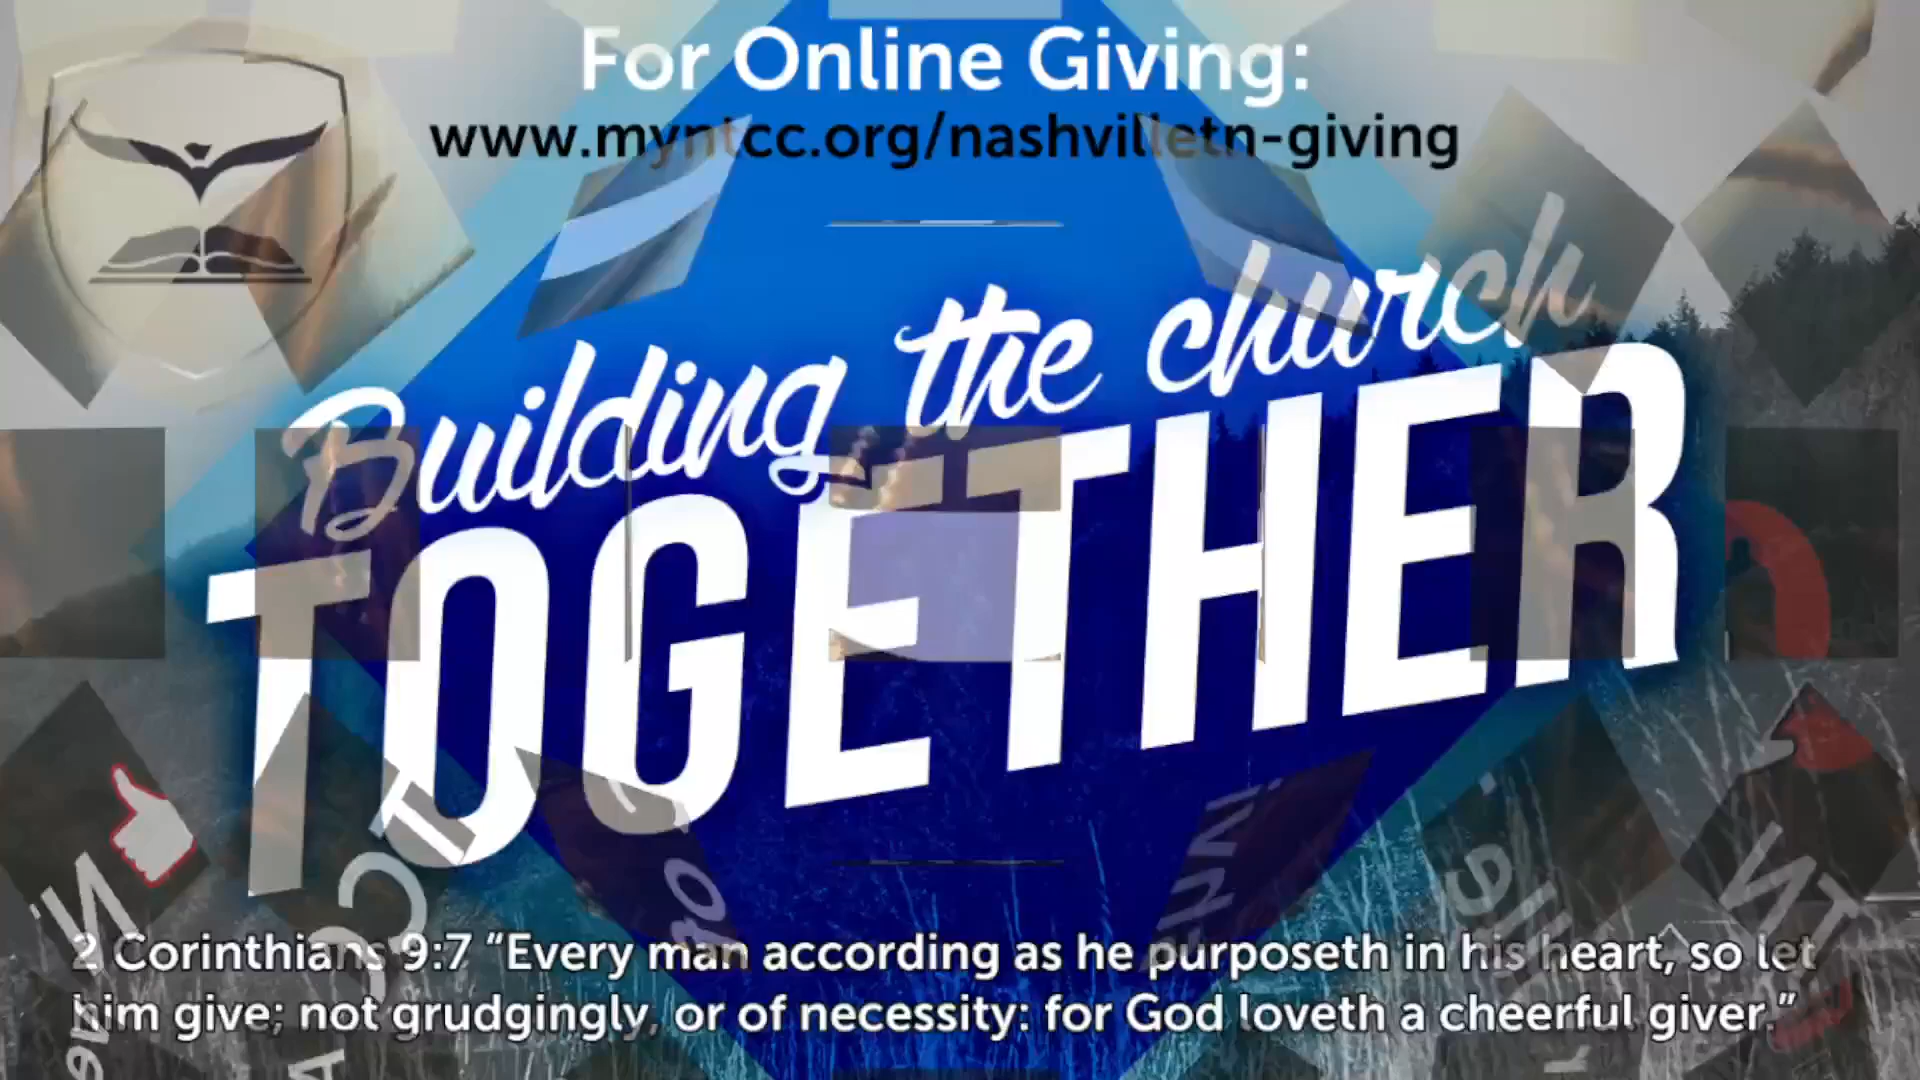 For Online Giving:
www.myntcc.org/nashvilletn-giving
Building the church
TOGETHER
2 Corinthians 9:7 “Every man according as he purposeth in his heart, so let
him give; not grudgingly, or of necessity: for God loveth a cheerful giver.”